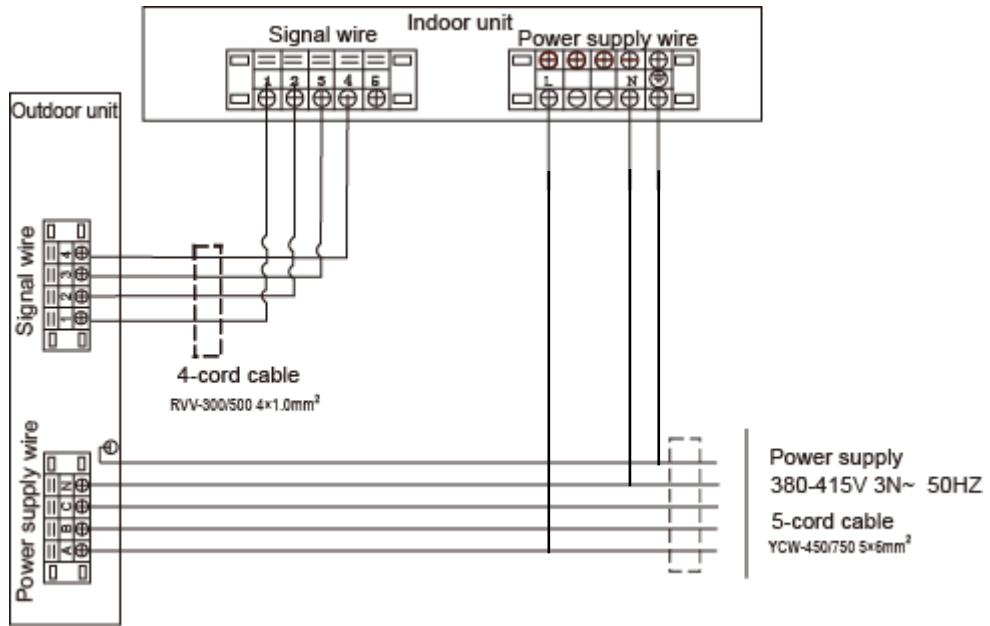 Indoor unit
Signal wire
Power supply wire
1 2 3 4 5
L N
Outdoor unit
Signal wire
4
3
2
1
4-cord cable
RVV-300/500 4×1.0mm²
Power supply wire
N
C
B
A
Power supply
380-415V 3N~ 50HZ
5-cord cable
YCW-450/750 5×6mm²